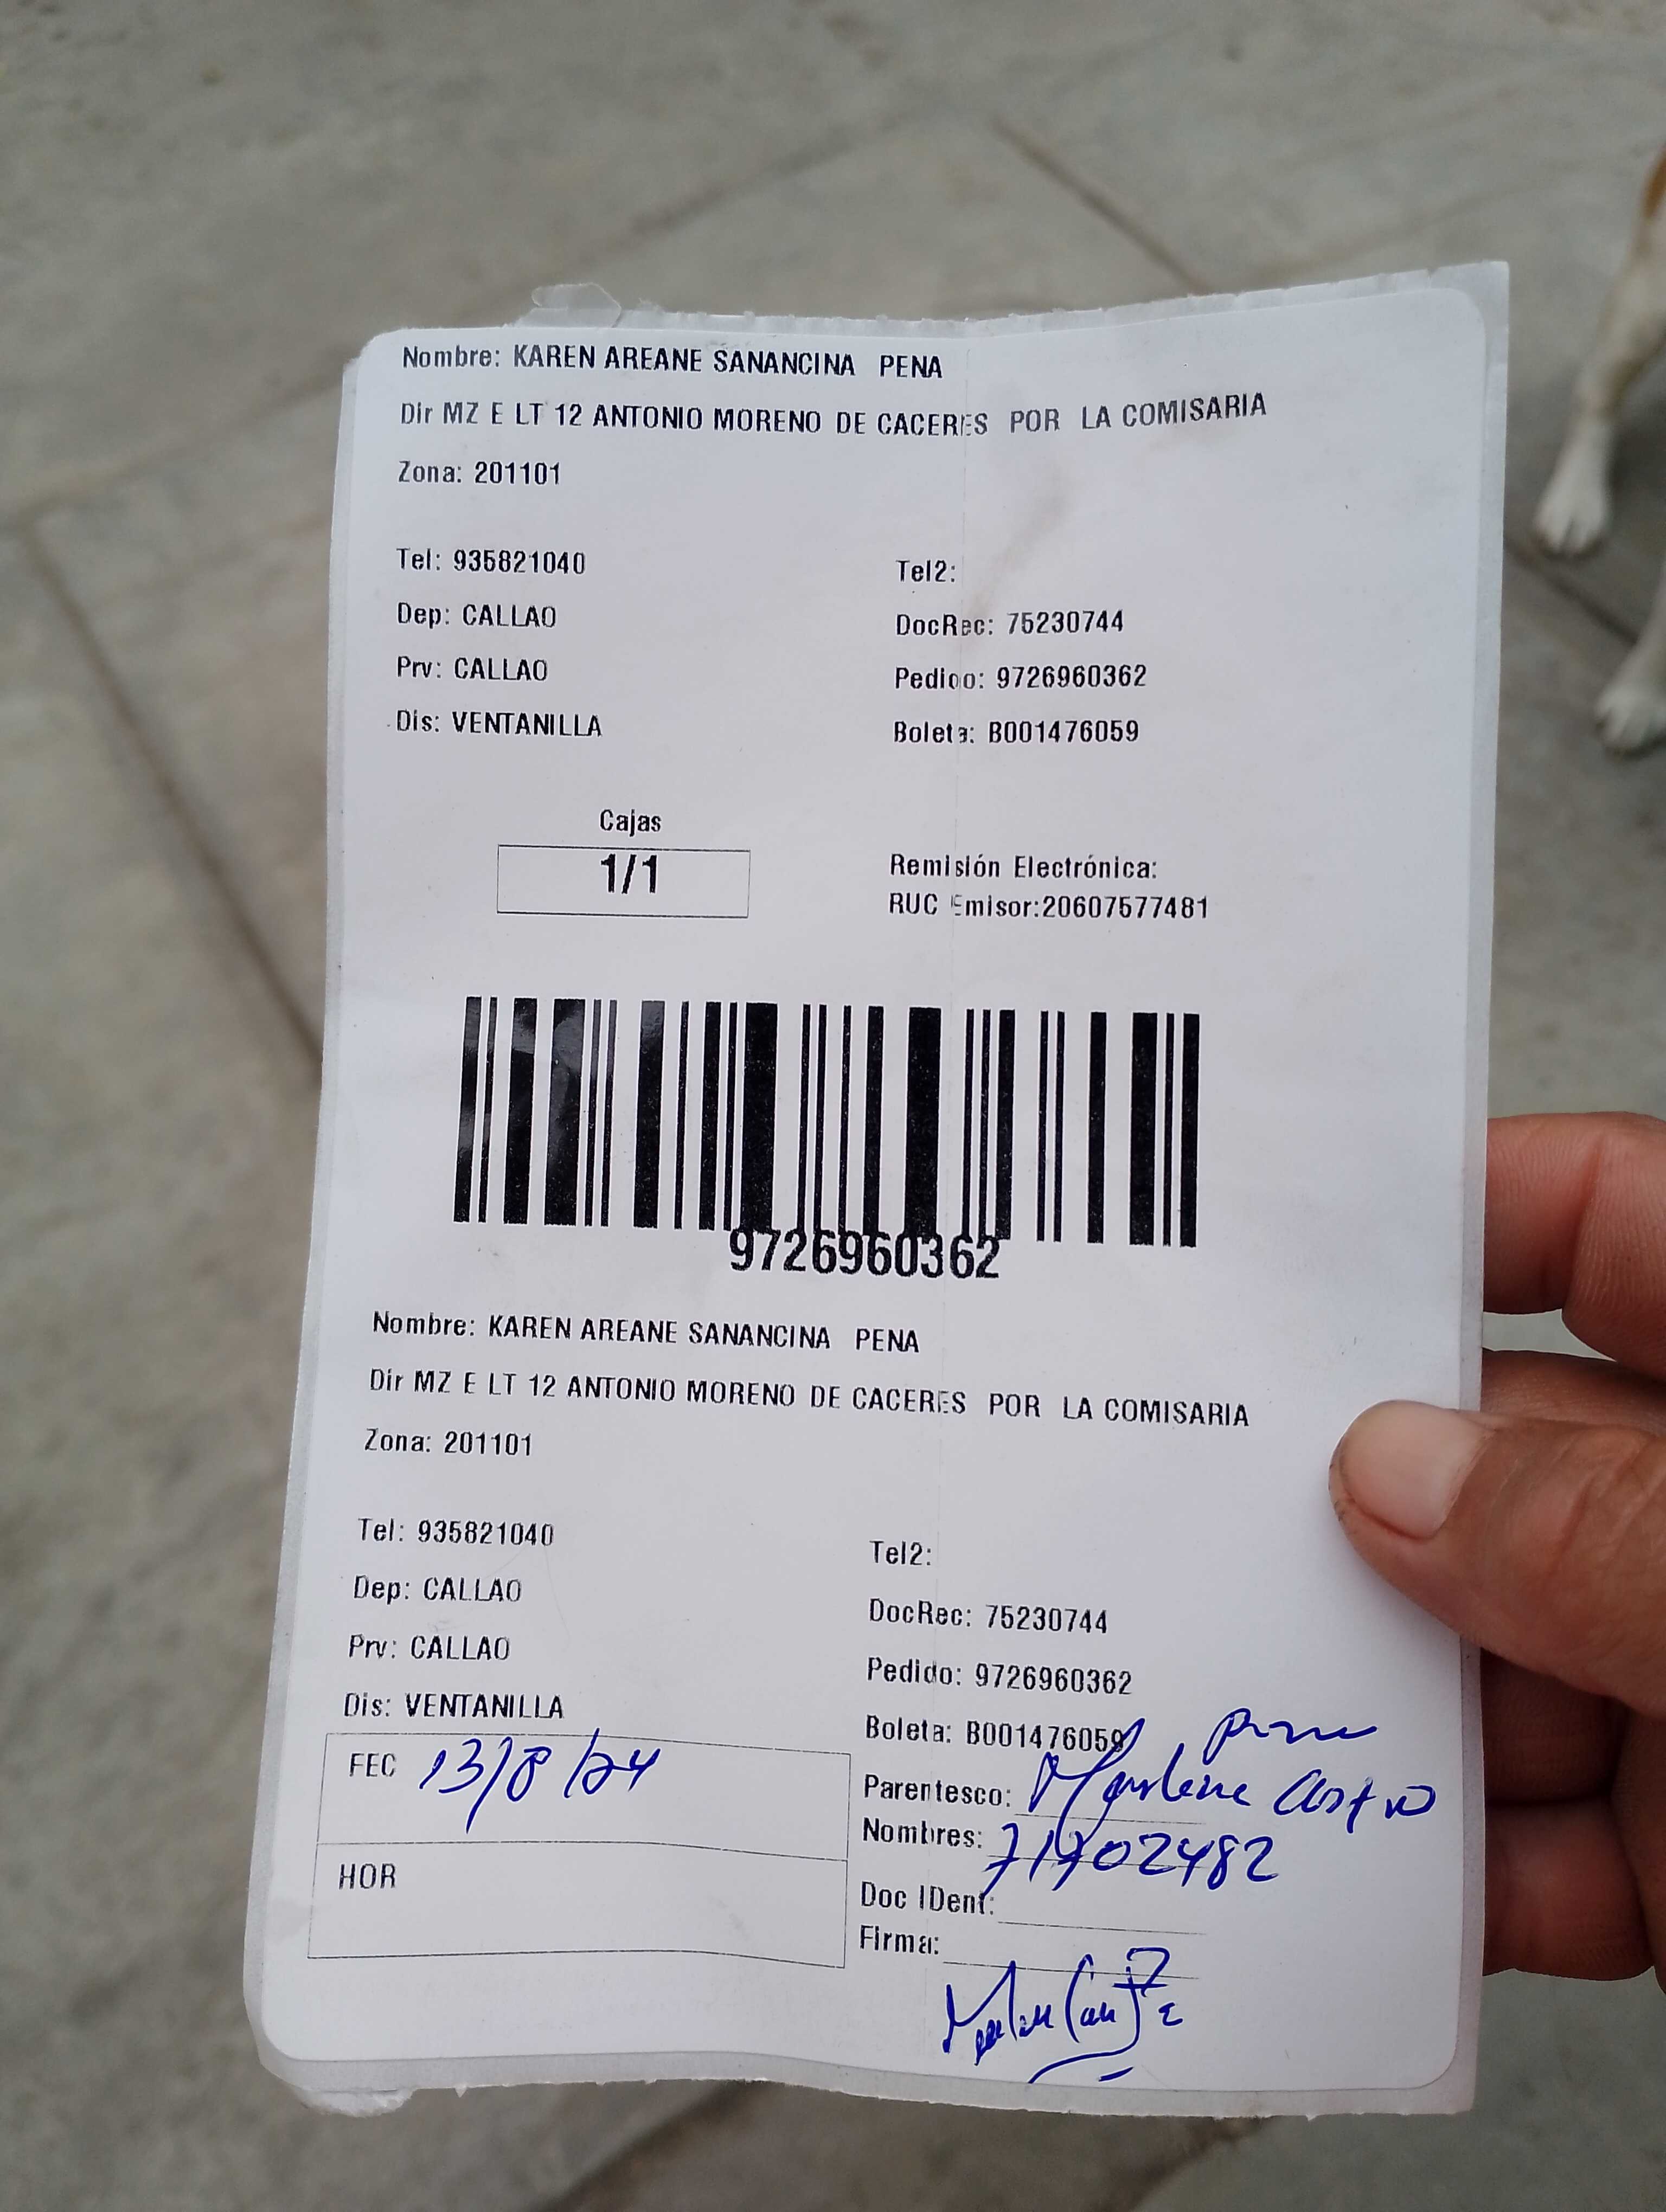 Nombre: KAREN AREANE SANANCINA PENA
Dir MZ E LT 12 ANTONIO MORENO DE CACERES POR LA COMISARIA
Zona: 201101
Tel: 935821040 Tel2:
Dep: CALLAO DocRec: 75230744
Prv: CALLAO Pedido: 9726960362
Dis: VENTANILLA Boleta: B001476059
Cajas
1/1
Remisión Electrónica:
RUC Emisor:20607577481
9726960362
Nombre: KAREN AREANE SANANCINA PENA
Dir MZ E LT 12 ANTONIO MORENO DE CACERES POR LA COMISARIA
Zona: 201101
Tel: 935821040 Tel2:
Dep: CALLAO DocRec: 75230744
Prv: CALLAO Pedido: 9726960362
Dis: VENTANILLA Boleta: B001476059
FEC 13/8/24
HOR
Parentesco: Marlene Castro
Nombres:
Doc IDent:
Firma: